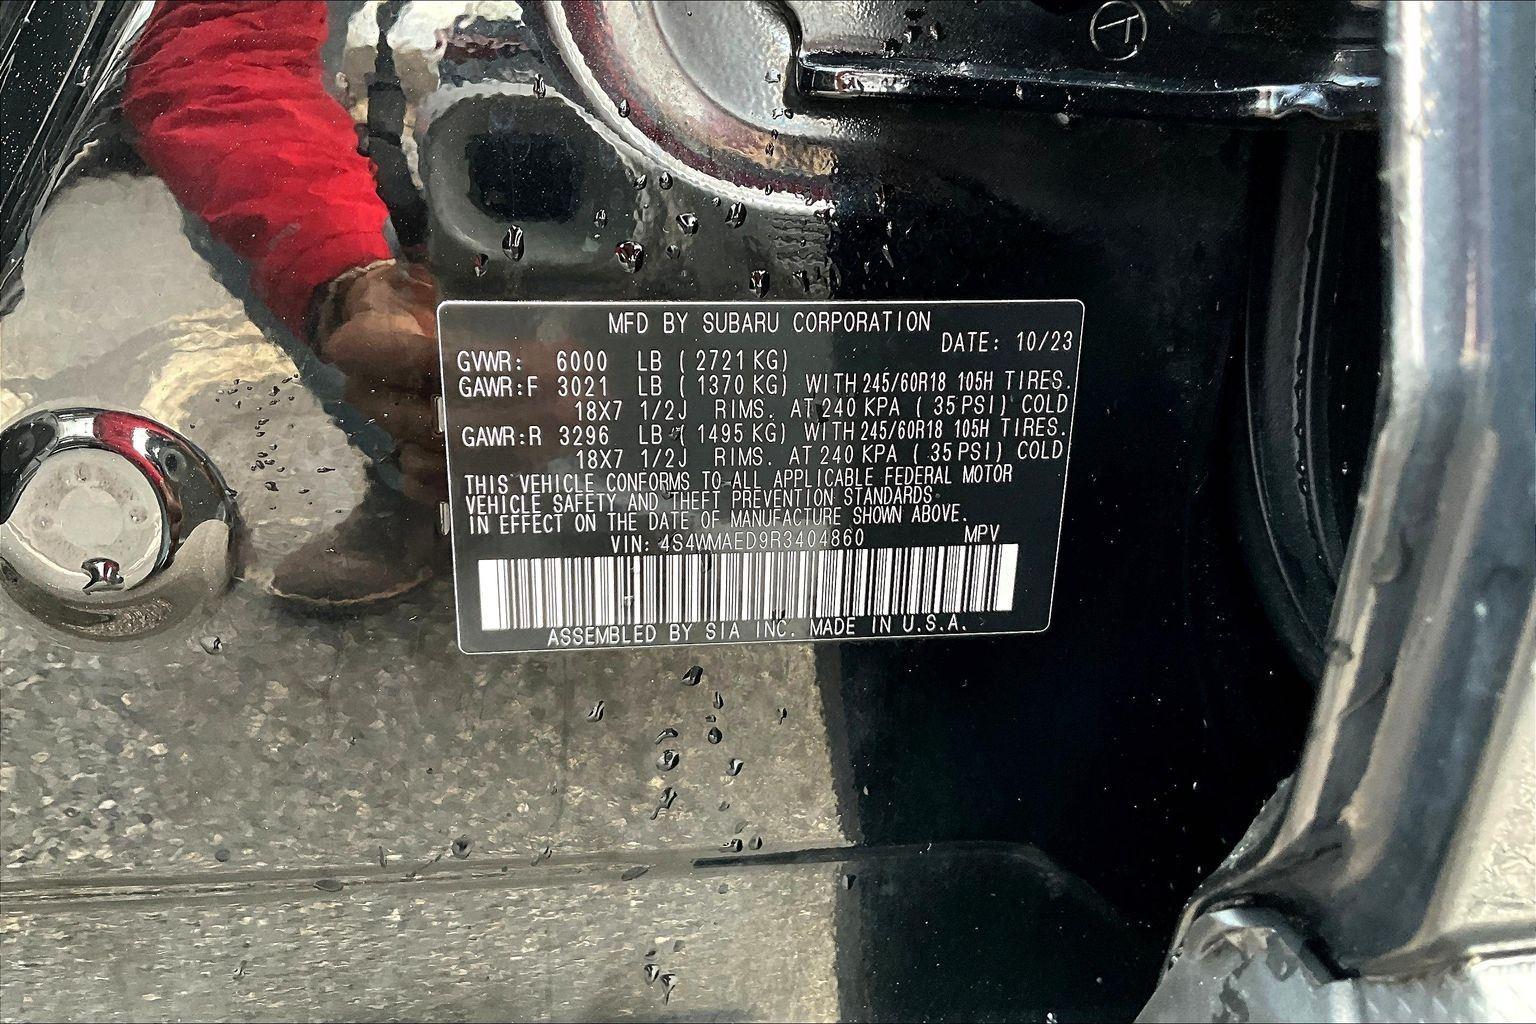 MFD BY SUBARU CORPORATION
DATE: 10/23
GVWR: 6000 LB ( 2721 KG)
GAWR:F 3021 LB ( 1370 KG) WITH 245/60R18 105H TIRES.
18X7 1/2J RIMS. AT 240 KPA ( 35 PSI) COLD
GAWR:R 3296 LB ( 1495 KG) WITH 245/60R18 105H TIRES.
18X7 1/2J RIMS. AT 240 KPA ( 35 PSI) COLD
THIS VEHICLE CONFORMS TO ALL APPLICABLE FEDERAL MOTOR
VEHICLE SAFETY AND THEFT PREVENTION STANDARDS
IN EFFECT ON THE DATE OF MANUFACTURE SHOWN ABOVE.
VIN: 4S4WMAED9R3404860 MPV
ASSEMBLED BY SIA INC. MADE IN U.S.A.